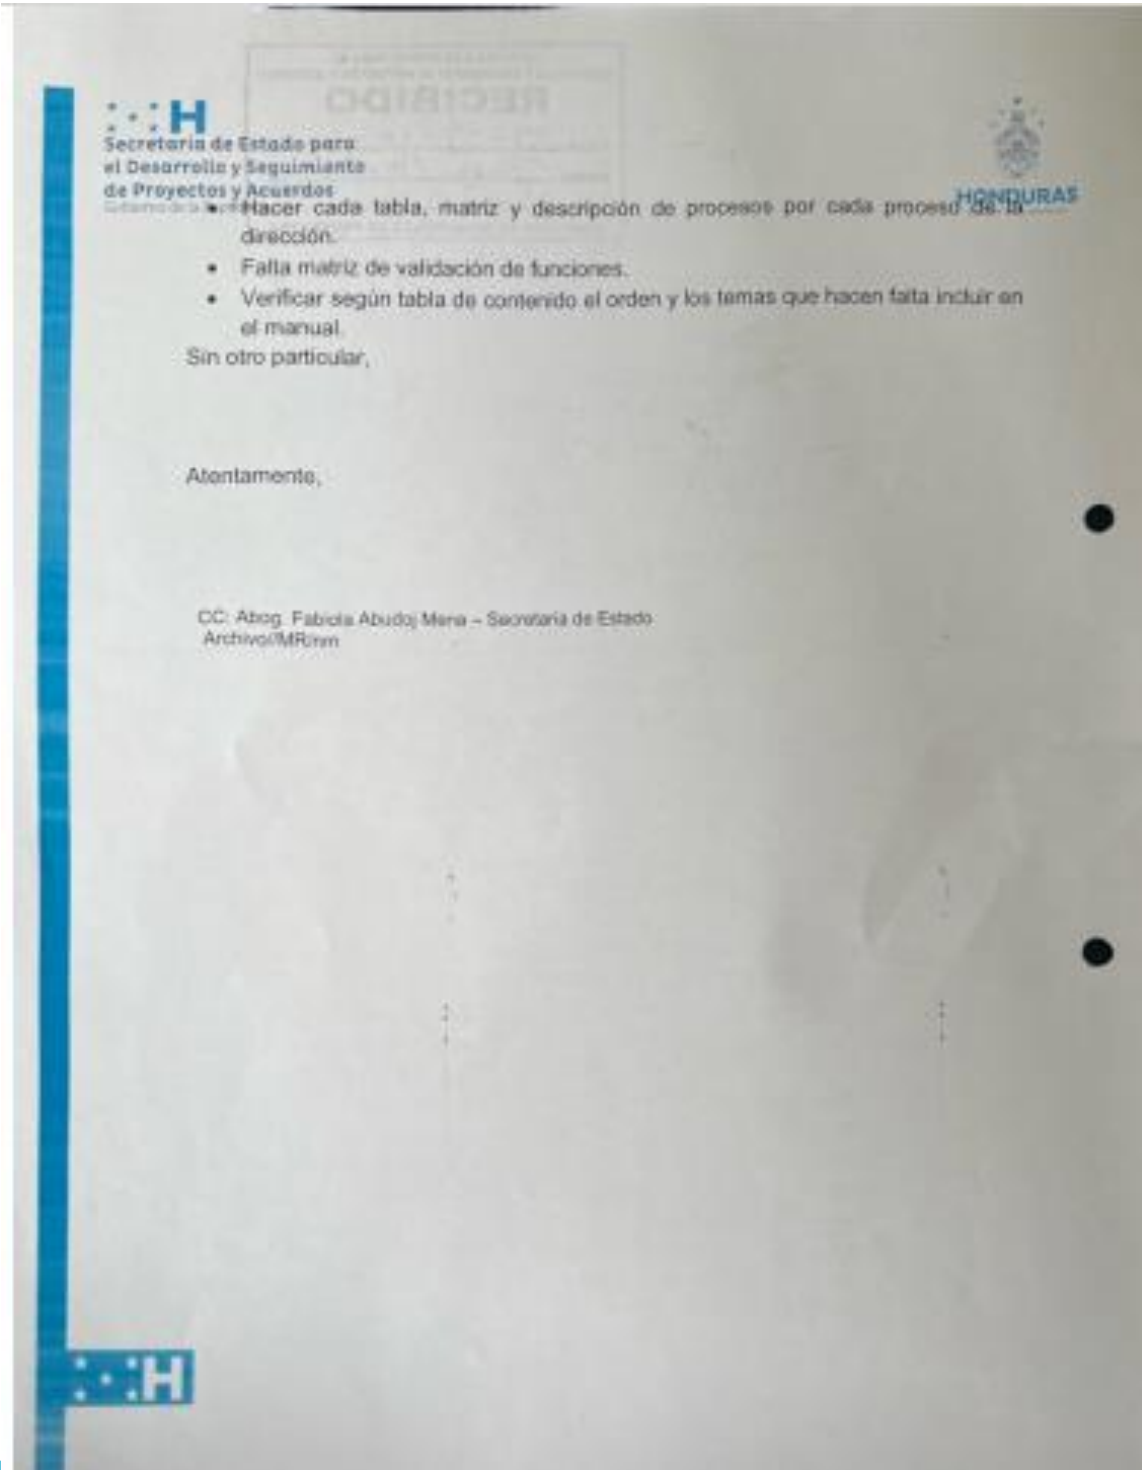 H
Secretaría de Estado para
el Desarrollo y Seguimiento
de Proyectos y Acuerdos
HONDURAS
• Hacer cada tabla, matriz y descripción de procesos por cada proceso de la
dirección.
• Falta matriz de validación de funciones.
• Verificar según tabla de contenido el orden y los temas que hacen falta incluir en
el manual.
Sin otro particular,
Atentamente,
CC: Abog. Fabiola Abudoj Mena – Secretaria de Estado
Archivo//MR/nm
H
RECIBIDO